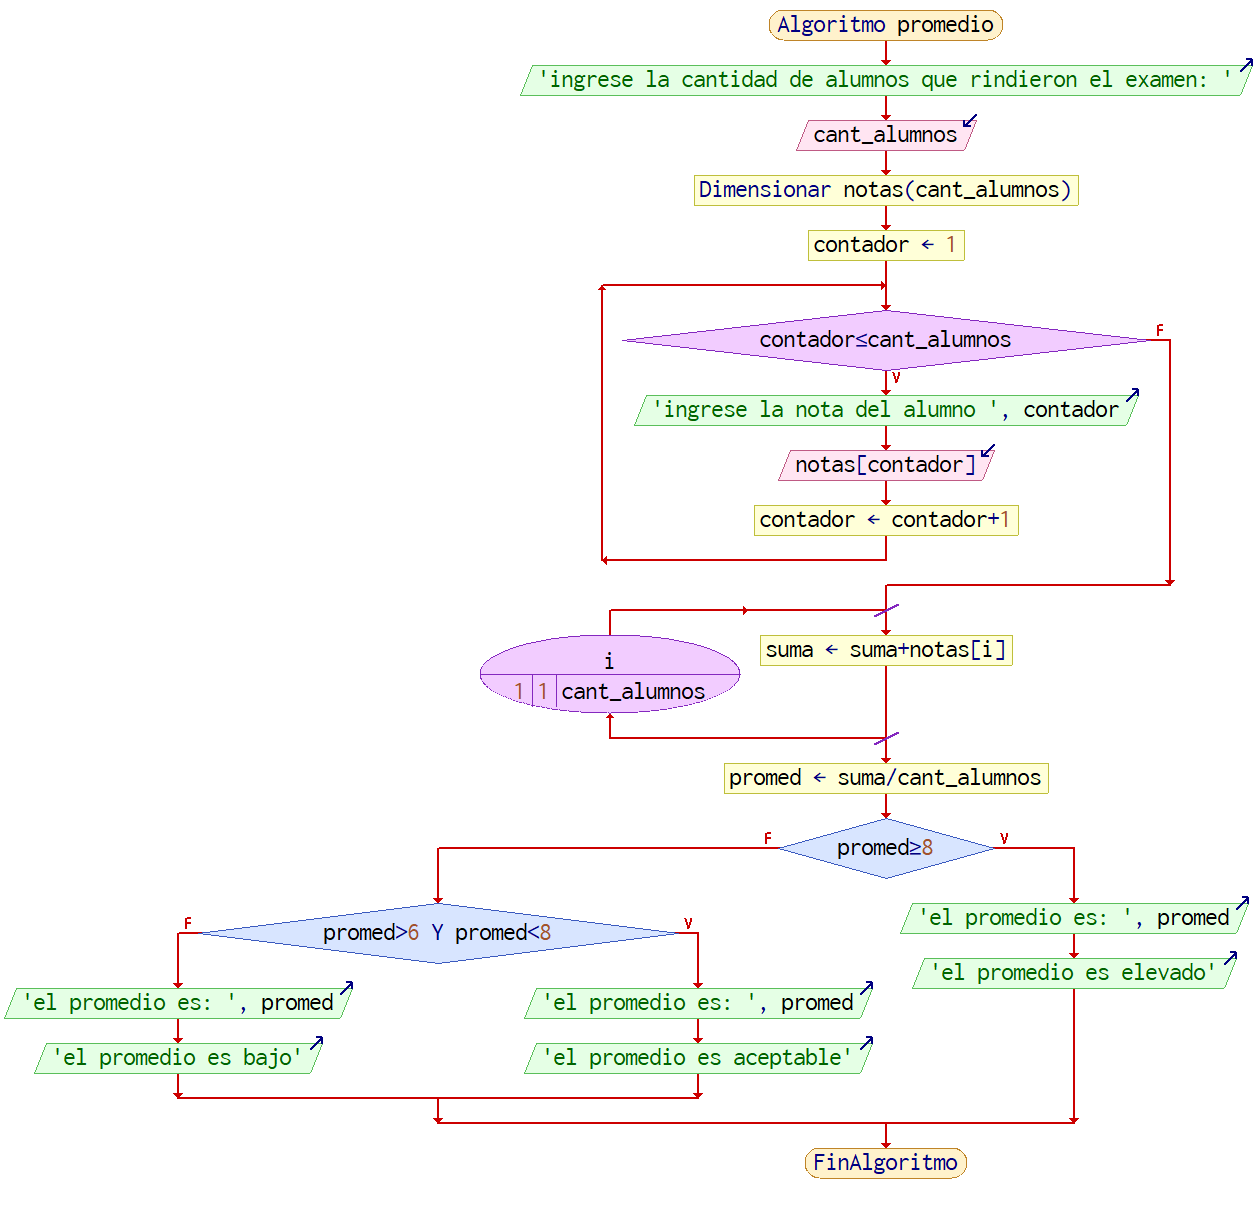 Algoritmo promedio
'ingrese la cantidad de alumnos que rindieron el examen: '
cant_alumnos
Dimensionar notas(cant_alumnos)
contador ← 1
contador≤cant_alumnos
F
V
'ingrese la nota del alumno ', contador
notas[contador]
contador ← contador+1
i
1 1 cant_alumnos
suma ← suma+notas[i]
promed ← suma/cant_alumnos
promed≥8
F
V
promed>6 Y promed<8
F
V
'el promedio es: ', promed
'el promedio es elevado'
'el promedio es: ', promed
'el promedio es: ', promed
'el promedio es bajo'
'el promedio es aceptable'
FinAlgoritmo